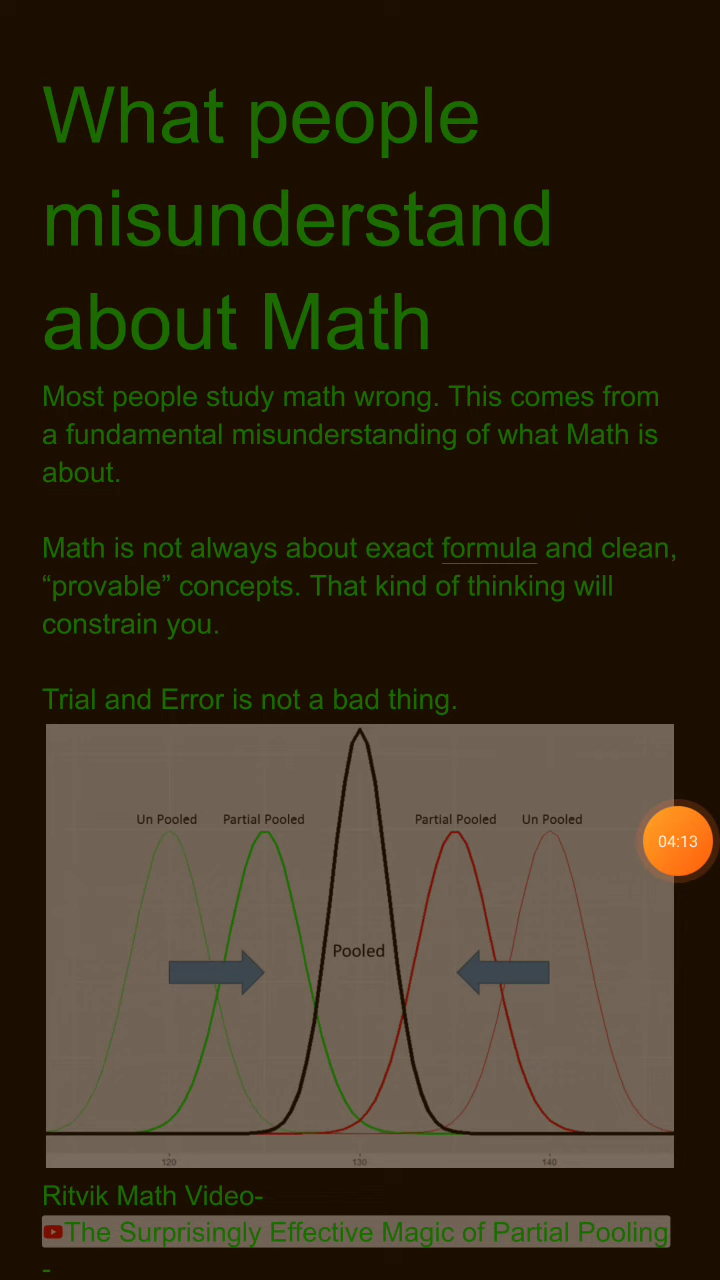 What people
misunderstand
about Math
Most people study math wrong. This comes from
a fundamental misunderstanding of what Math is
about.
Math is not always about exact formula and clean,
“provable” concepts. That kind of thinking will
constrain you.
Trial and Error is not a bad thing.
Un Pooled Partial Pooled Partial Pooled Un Pooled
04:13
Pooled
120 130 140
Ritvik Math Video-
The Surprisingly Effective Magic of Partial Pooling
-